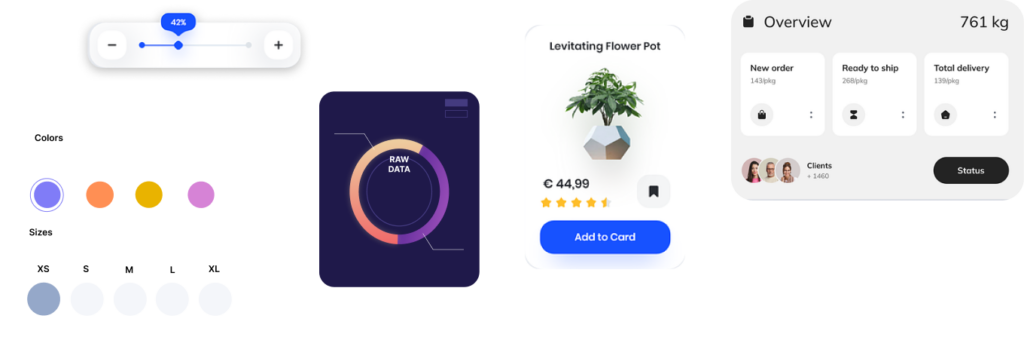 42%
Colors
Sizes
XS S M L XL
RAW
DATA
Levitating Flower Pot
€ 44,99
Add to Card
Overview 761 kg
New order
143/pkg
Ready to ship
268/pkg
Total delivery
139/pkg
Clients
+ 1460
Status